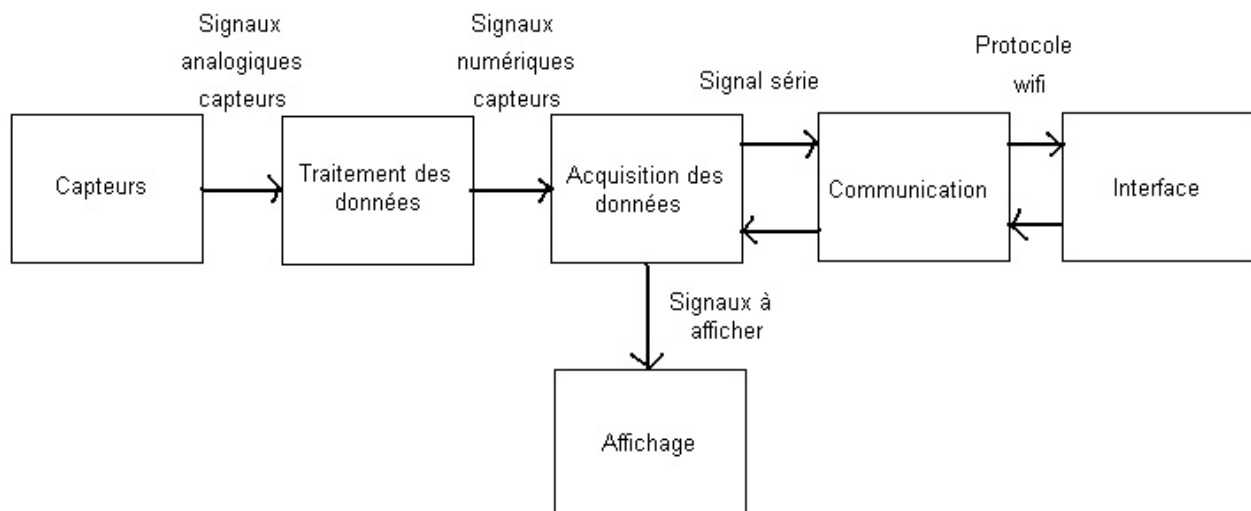 Signaux
analogiques
capteurs
Signaux
numériques
capteurs
Signal série
Protocole
wifi
Capteurs
Traitement des
données
Acquisition des
données
Communication
Interface
Signaux à
afficher
Affichage